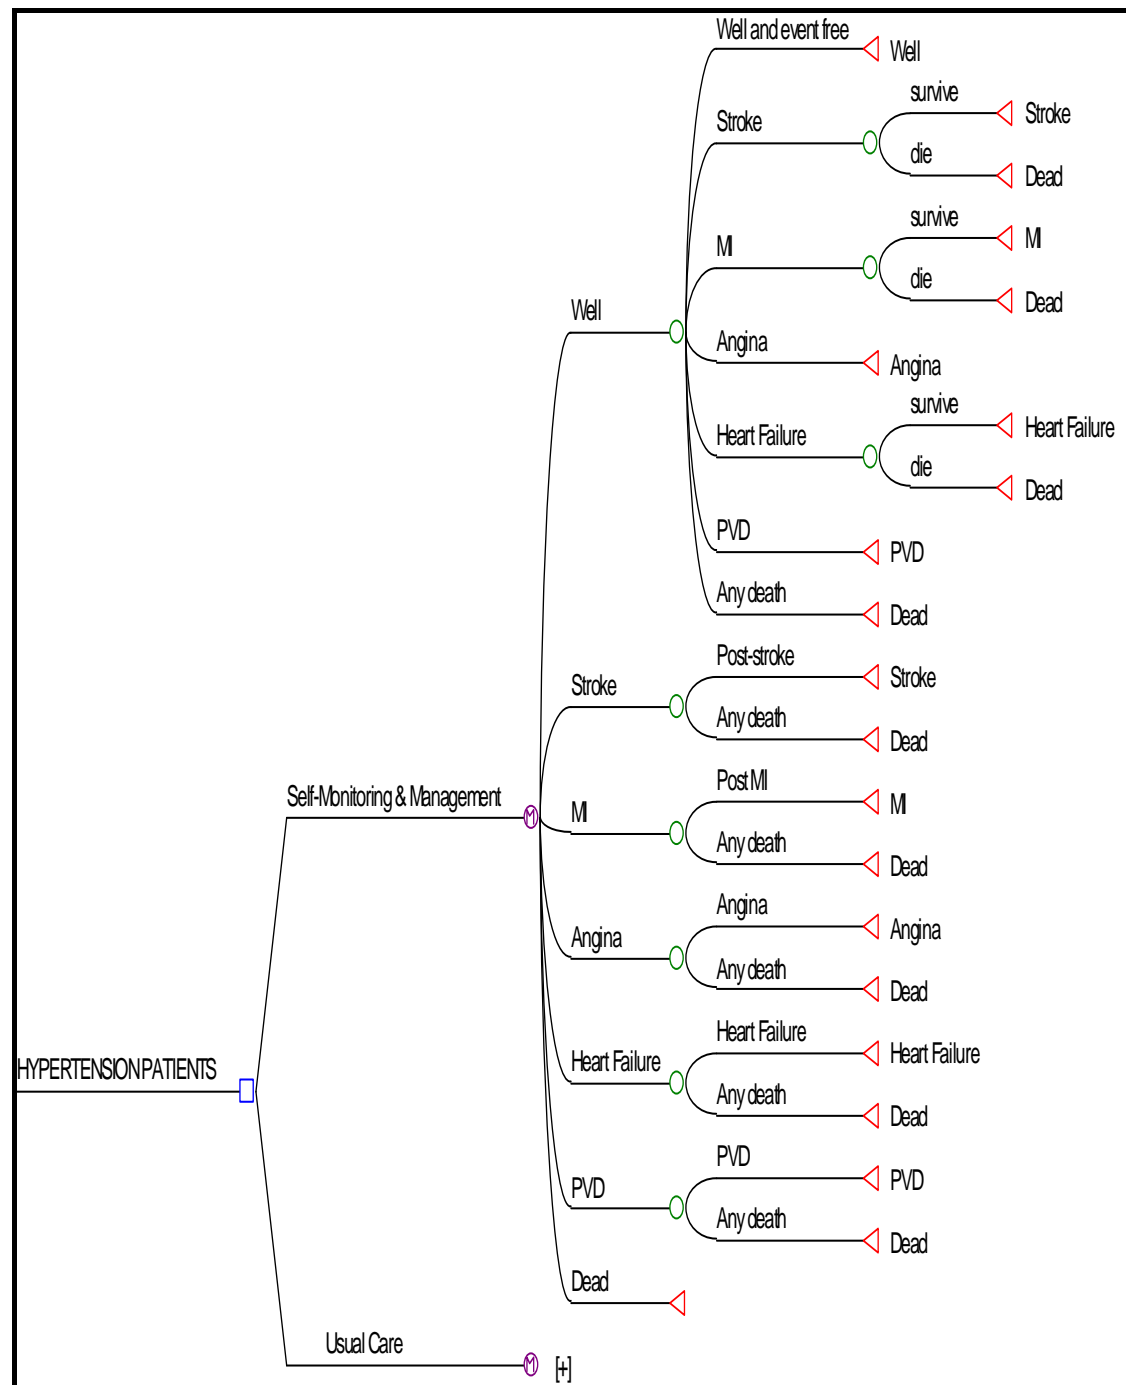 Well and event free
Well
survive
Stroke
Stroke
die
Dead
survive
MI
MI
die
Dead
Well
Angina
Angina
survive
Heart Failure
Heart Failure
die
Dead
PVD
PVD
Any death
Dead
Post-stroke
Stroke
Stroke
Any death
Dead
Self-Monitoring & Management
M
Post MI
MI
MI
Any death
Dead
Angina
Angina
Angina
Any death
Dead
Heart Failure
Heart Failure
Heart Failure
HYPERTENSION PATIENTS
Any death
Dead
PVD
PVD
PVD
Any death
Dead
Dead
Usual Care
M
[+]